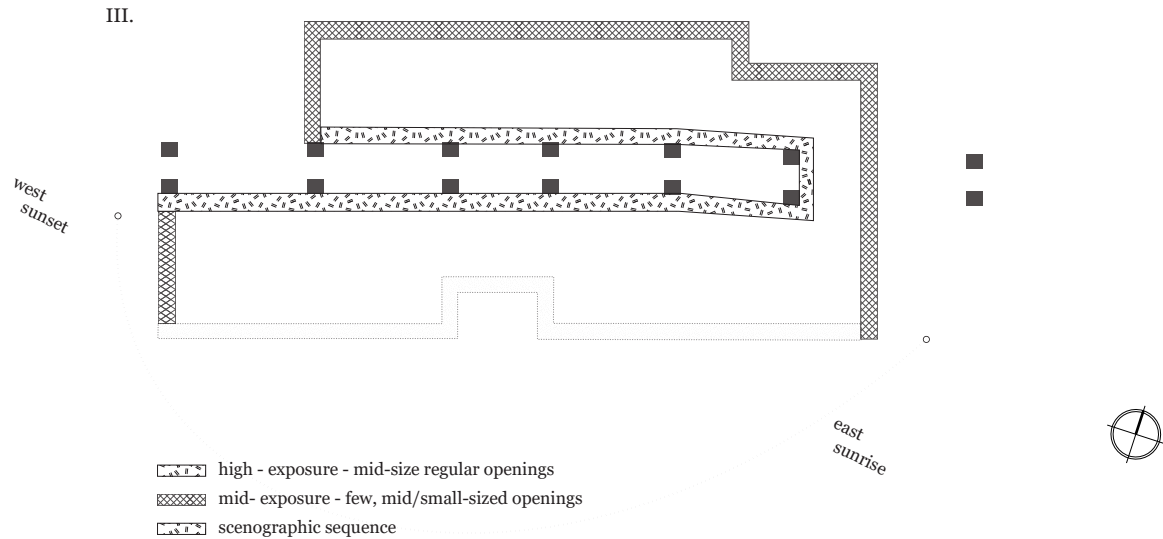 III.
west
sunset
east
sunrise
high - exposure - mid-size regular openings
mid- exposure - few, mid/small-sized openings
scenographic sequence